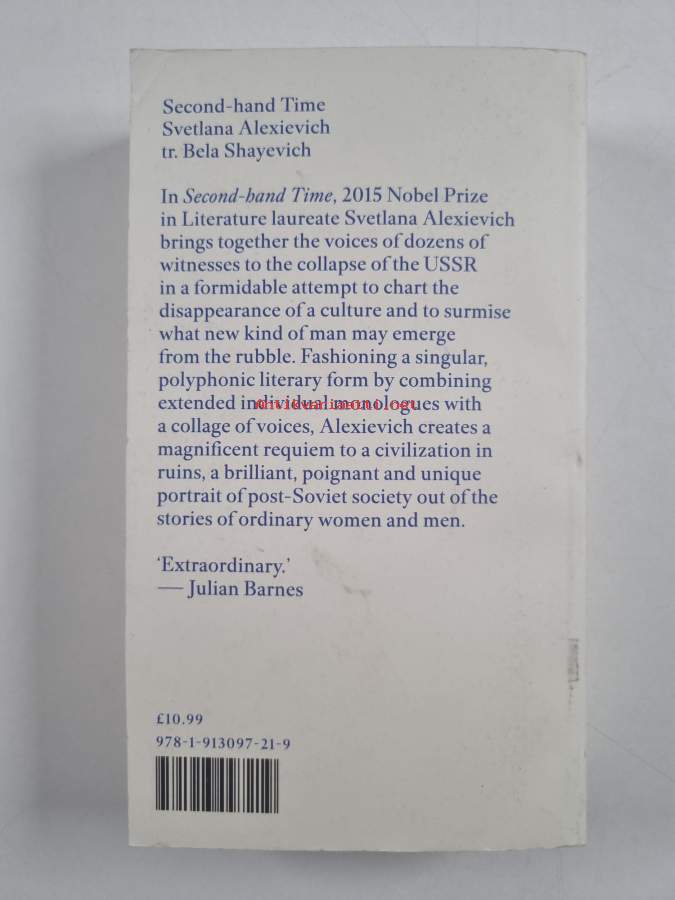 Second-hand Time
Svetlana Alexievich
tr. Bela Shayevich
In Second-hand Time, 2015 Nobel Prize
in Literature laureate Svetlana Alexievich
brings together the voices of dozens of
witnesses to the collapse of the USSR
in a formidable attempt to chart the
disappearance of a culture and to surmise
what new kind of man may emerge
from the rubble. Fashioning a singular,
polyphonic literary form by combining
extended individual monologues with
a collage of voices, Alexievich creates a
magnificent requiem to a civilization in
ruins, a brilliant, poignant and unique
portrait of post-Soviet society out of the
stories of ordinary women and men.
‘Extraordinary.’
— Julian Barnes
£10.99
978-1-913097-21-9